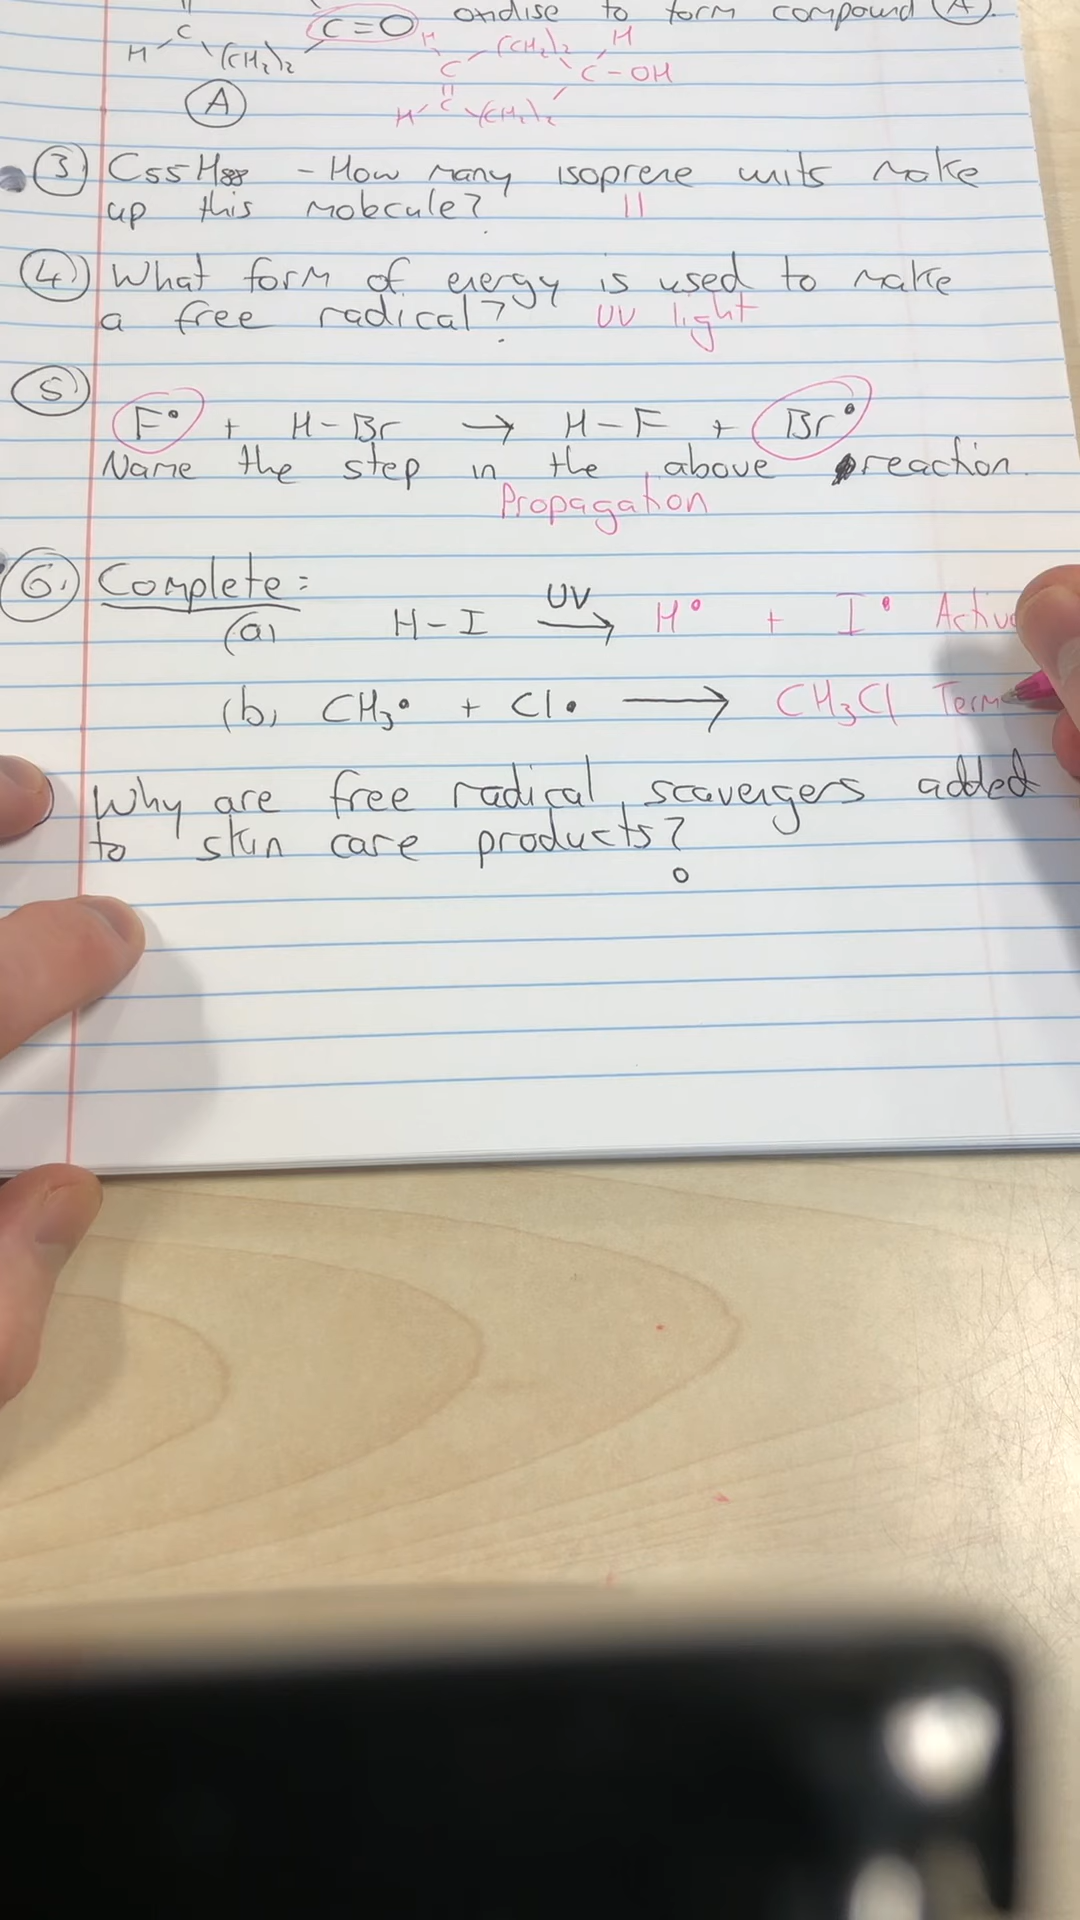 C=O oxidise to form compound A.
H C (CH₂)₂ H C (CH₂)₂ H C – OH
A H C (CH₂)₂
③ C55H88 – How many isoprene units make
up this molecule? 11
④ What form of energy is used to make
a free radical? UV light
⑤
F• + H – Br → H – F + Br•
Name the step in the above reaction.
Propagation
⑥ Complete:
(a) H – I UV → H• + I•
(b) CH₃• + Cl• → CH₃Cl Term
Why are free radical scavengers added
to skin care products?